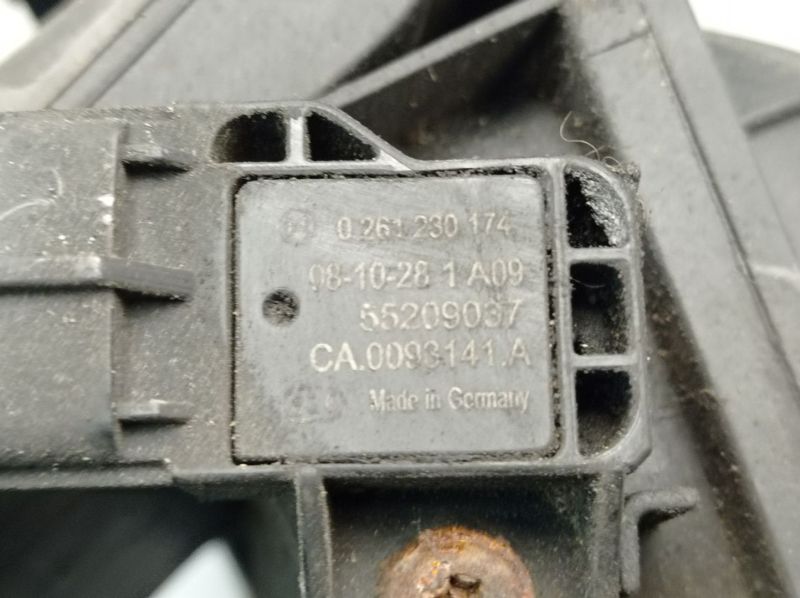 0.261.230 174
08-10-28 1 A09
55209037
CA.0093141.A
Made in Germany